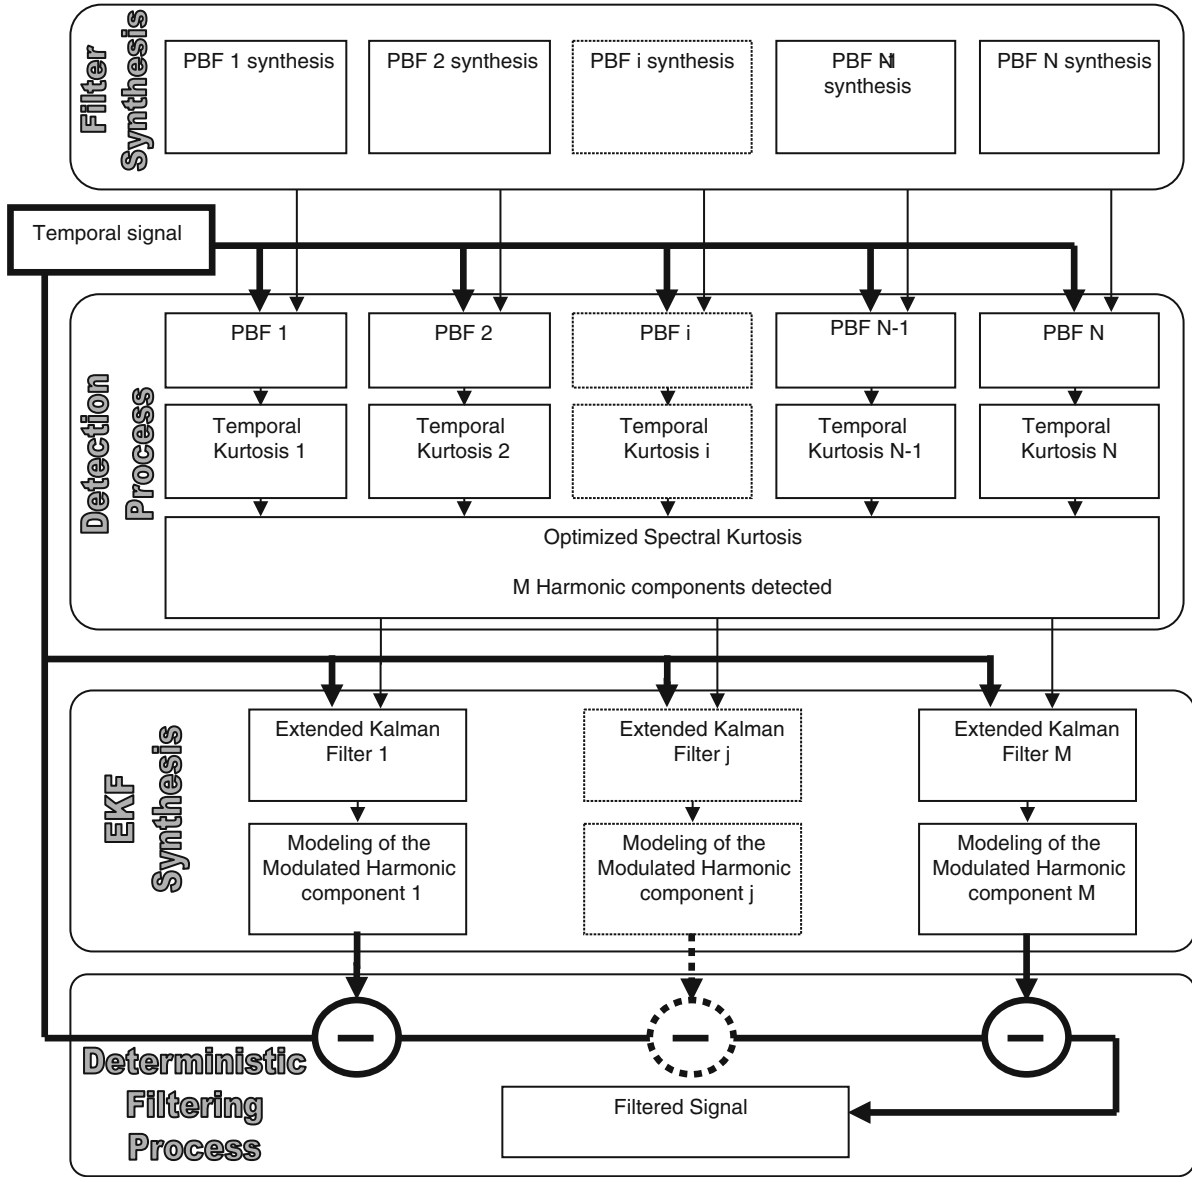 Filter
Synthesis
PBF 1 synthesis
PBF 2 synthesis
PBF i synthesis
PBF N-1
synthesis
PBF N synthesis
Temporal signal
Detection
Process
PBF 1
PBF 2
PBF i
PBF N-1
PBF N
Temporal
Kurtosis 1
Temporal
Kurtosis 2
Temporal
Kurtosis i
Temporal
Kurtosis N-1
Temporal
Kurtosis N
Optimized Spectral Kurtosis
M Harmonic components detected
EKF
Synthesis
Extended Kalman
Filter 1
Extended Kalman
Filter j
Extended Kalman
Filter M
Modeling of the
Modulated Harmonic
component 1
Modeling of the
Modulated Harmonic
component j
Modeling of the
Modulated Harmonic
component M
Deterministic
Filtering
Process
Filtered Signal